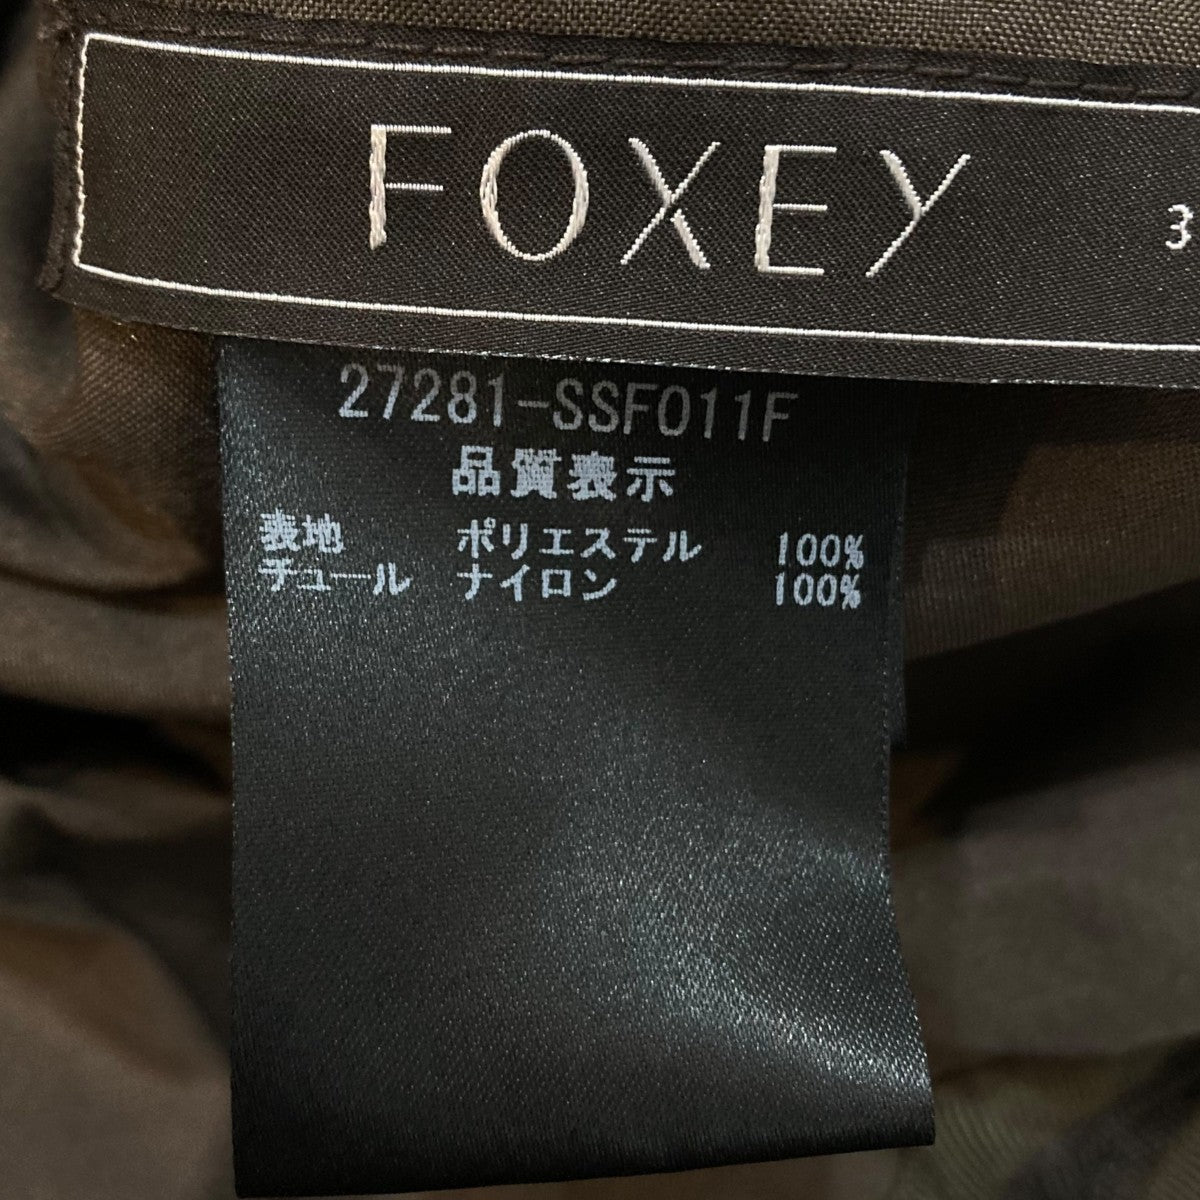 FOXEY
3
27281-SSF011F
品質表示
表地 ポリエステル 100%
チュール ナイロン 100%